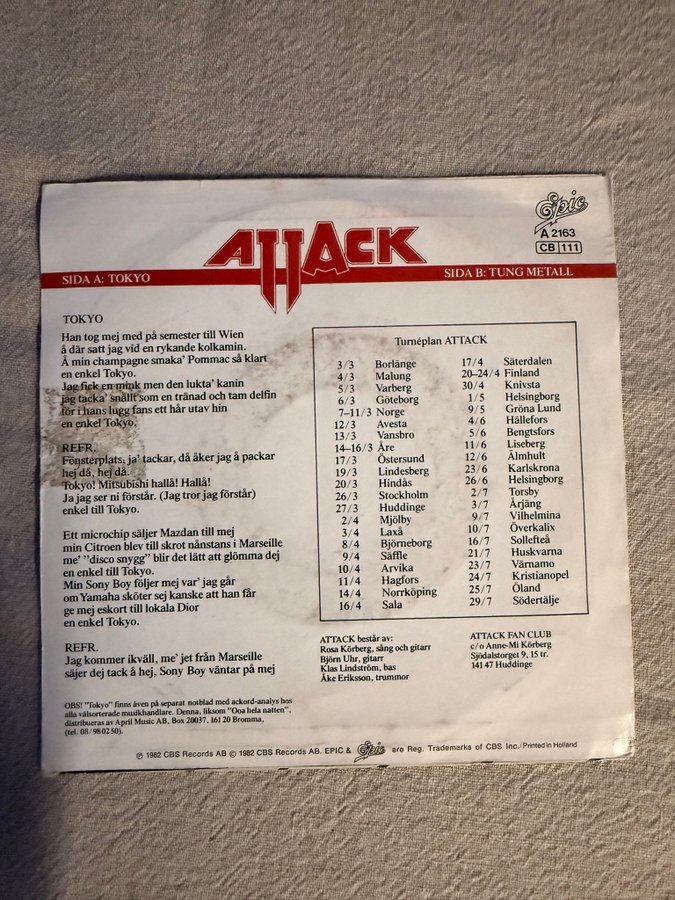 Epic
A 2163
CB 111
ATTACK
SIDA A: TOKYO
SIDA B: TUNG METALL
TOKYO
Han tog mej med på semester till Wien
å där satt jag vid en rykande kolkamin.
Å min champagne smaka' Pommac så klart
en enkel Tokyo.
Jag fick en mink men den lukta' kanin
jag tacka' snällt som en tränad och tam delfin
för i hans lugg fans ett hår utav hin
en enkel Tokyo.
REFR.
Fönsterplats, ja' tackar, då åker jag å packar
hej då, hej då.
Tokyo! Mitsubishi hallå! Hallå!
Ja jag ser ni förstår. (Jag tror jag förstår)
enkel till Tokyo.
Ett microchip säljer Mazdan till mej
min Citroen blev till skrot nånstans i Marseille
me' "disco snygg" blir det lätt att glömma dej
en enkel till Tokyo.
Min Sony Boy följer mej var' jag går
om Yamaha sköter sej kanske att han får
ge mej eskort till lokala Dior
en enkel till Tokyo.
REFR.
Jag kommer ikväll, me' jet från Marseille
säjer dej tack å hej, Sony Boy väntar på mej
OBS! "Tokyo" finns även på separat notblad med ackord-analys hos
alla välsorterade musikhandlare. Denna, liksom "Ooa hela natten",
distribueras av April Music AB, Box 20037, 161 20 Bromma,
(tel. 08/98 02 50).
Turnéplan ATTACK
3/3 Borlänge
4/3 Malung
5/3 Varberg
6/3 Göteborg
7–11/3 Norge
12/3 Avesta
13/3 Vansbro
14–16/3 Åre
17/3 Östersund
19/3 Lindesberg
20/3 Hindås
26/3 Stockholm
27/3 Huddinge
2/4 Mjölby
3/4 Laxå
8/4 Björneborg
9/4 Säffle
10/4 Arvika
11/4 Hagfors
14/4 Norrköping
16/4 Sala
17/4 Säterdalen
20–24/4 Finland
30/4 Knivsta
1/5 Helsingborg
9/5 Gröna Lund
4/6 Hällefors
5/6 Bengtsfors
11/6 Liseberg
12/6 Älmhult
23/6 Karlskrona
26/6 Helsingborg
2/7 Torsby
3/7 Årjäng
9/7 Vilhelmina
10/7 Överkalix
16/7 Sollefteå
21/7 Huskvarna
23/7 Värnamo
24/7 Kristianopel
25/7 Öland
29/7 Södertälje
ATTACK består av:
Rosa Körberg, sång och gitarr
Björn Uhr, gitarr
Klas Lindström, bas
Åke Eriksson, trummor
ATTACK FAN CLUB
c/o Anne-Mi Körberg
Sjödalstorget 9, 15 tr.
141 47 Huddinge
℗ 1982 CBS Records AB © 1982 CBS Records AB. EPIC & Epic are Reg. Trademarks of CBS Inc./Printed in Holland